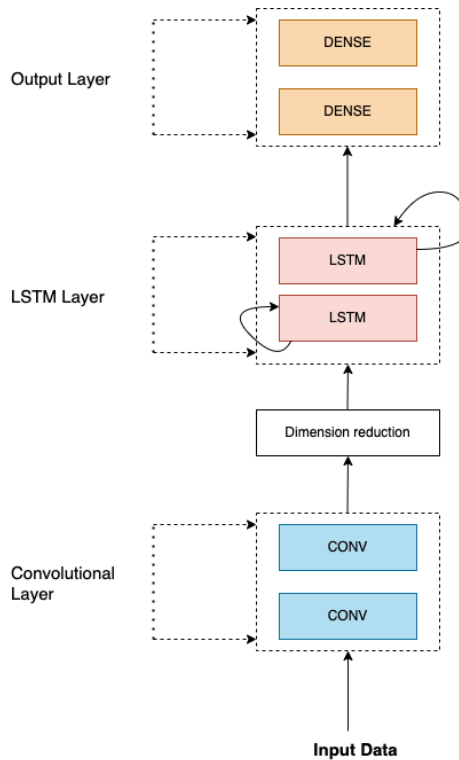 DENSE
Output Layer
DENSE
LSTM
LSTM Layer
LSTM
Dimension reduction
CONV
Convolutional
Layer
CONV
Input Data